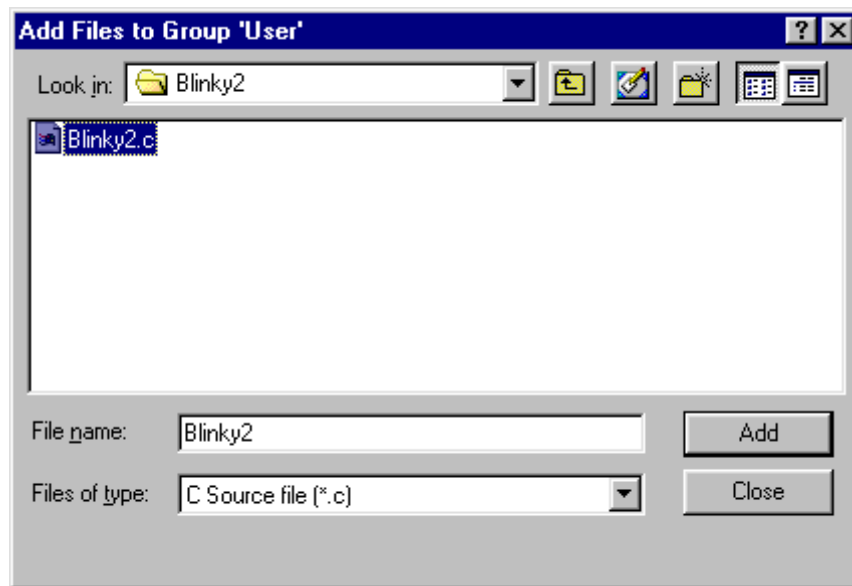 Add Files to Group 'User'
Look in: Blinky2
Blinky2.c
File name: Blinky2 Add
Files of type: C Source file (*.c) Close